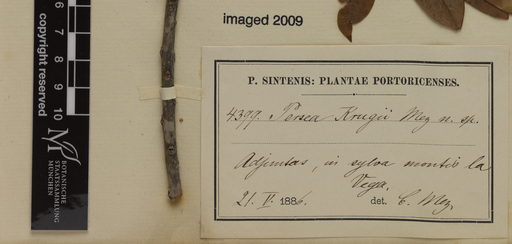 imaged 2009
copyright reserved
6 7 8 9 10
BOTANISCHE
STAATSSAMMLUNG
MÜNCHEN
P. SINTENIS: PLANTAE PORTORICENSES.
4399. Persea Krugii Mez n. sp.
Adjuntas, in sylva montis la
Vega.
21. V. 1886. det. C. Mez